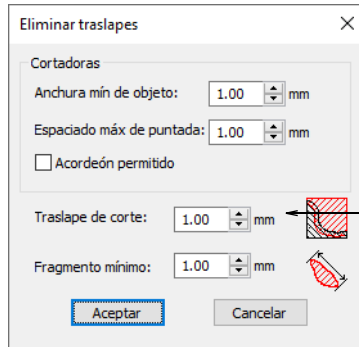 Eliminar traslapes
Cortadoras
Anchura mín de objeto: 1.00 mm
Espaciado máx de puntada: 1.00 mm
Acordeón permitido
Traslape de corte: 1.00 mm
Fragmento mínimo: 1.00 mm
Aceptar Cancelar